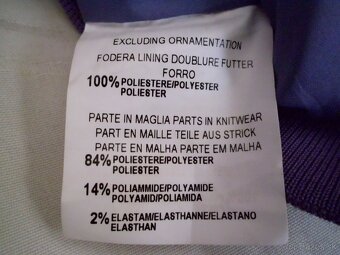 EXCLUDING ORNAMENTATION
FODERA LINING DOUBLURE FUTTER
FORRO
100% POLIESTERE/POLYESTER
POLIESTER
PARTE IN MAGLIA PARTS IN KNITWEAR
PART EN MAILLE TEILE AUS STRICK
PARTE EN MALHA PARTE EM MALHA
84% POLIESTERE/POLYESTER
POLIESTER
14% POLIAMMIDE/POLYAMIDE
POLYAMID/POLIAMIDA
2% ELASTAM/ELASTHANNE/ELASTANO
ELASTHAN